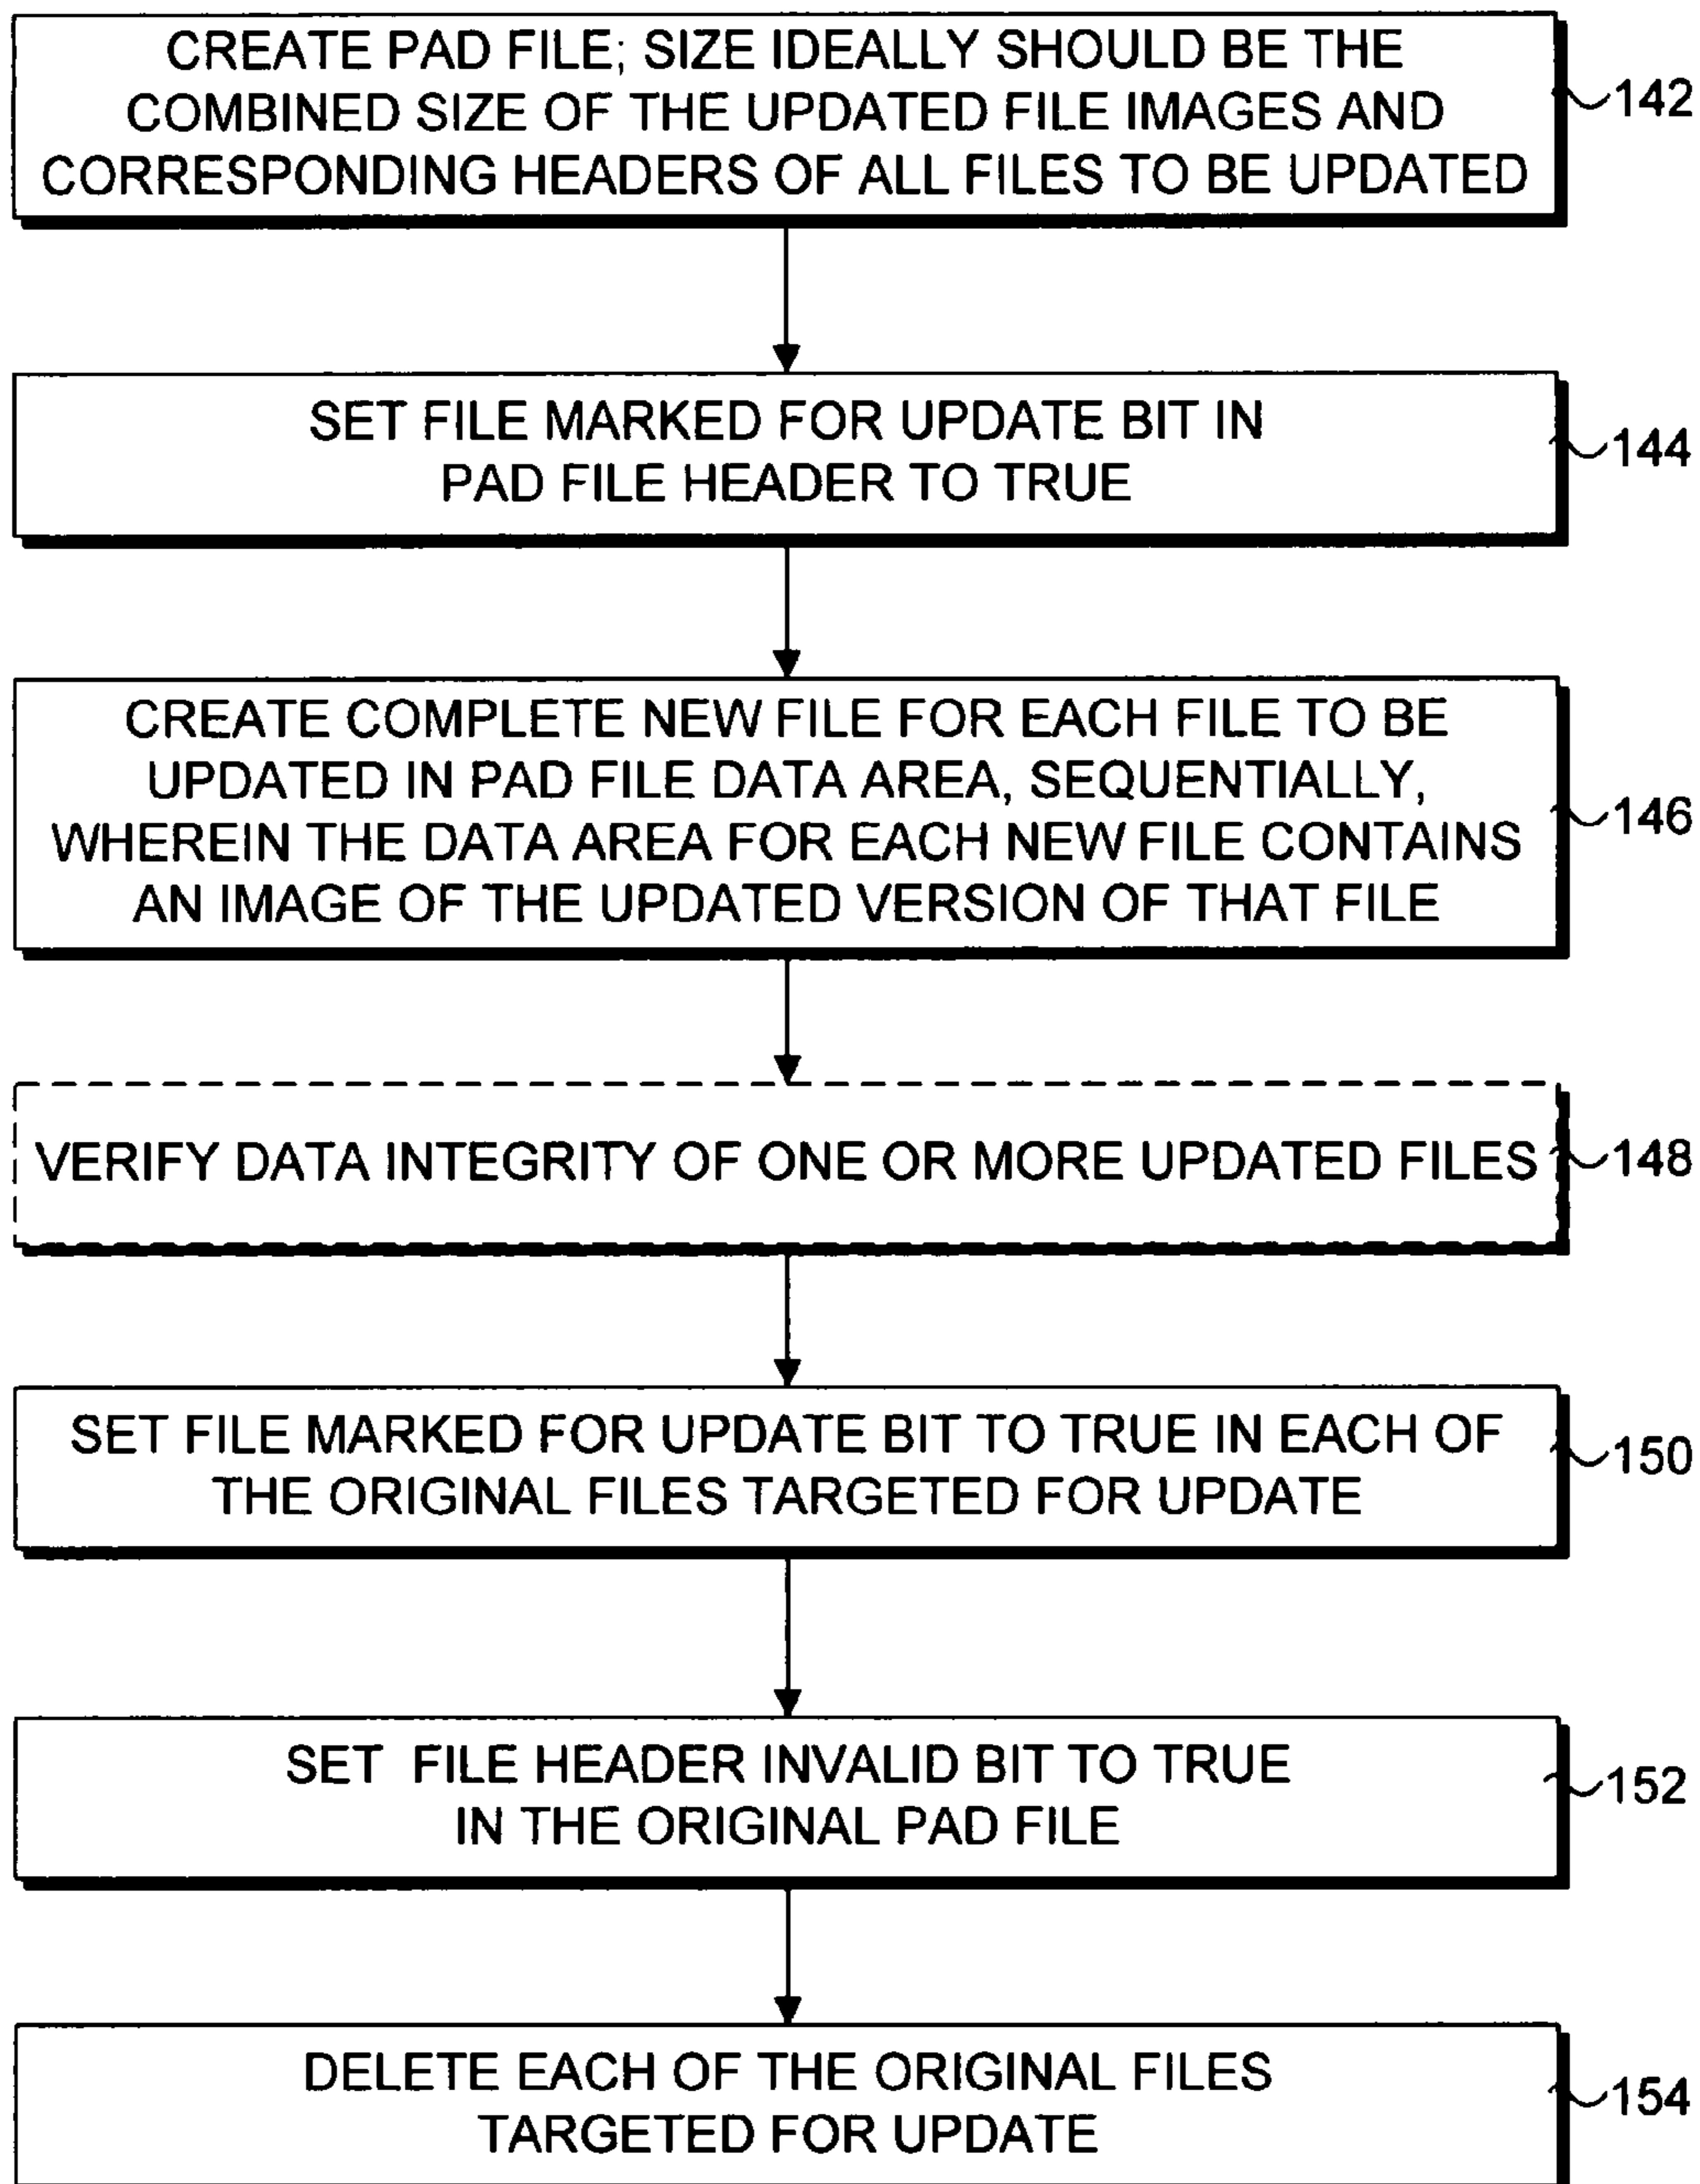 CREATE PAD FILE; SIZE IDEALLY SHOULD BE THE
COMBINED SIZE OF THE UPDATED FILE IMAGES AND
CORRESPONDING HEADERS OF ALL FILES TO BE UPDATED
142
SET FILE MARKED FOR UPDATE BIT IN
PAD FILE HEADER TO TRUE
144
CREATE COMPLETE NEW FILE FOR EACH FILE TO BE
UPDATED IN PAD FILE DATA AREA, SEQUENTIALLY,
WHEREIN THE DATA AREA FOR EACH NEW FILE CONTAINS
AN IMAGE OF THE UPDATED VERSION OF THAT FILE
146
VERIFY DATA INTEGRITY OF ONE OR MORE UPDATED FILES
148
SET FILE MARKED FOR UPDATE BIT TO TRUE IN EACH OF
THE ORIGINAL FILES TARGETED FOR UPDATE
150
SET FILE HEADER INVALID BIT TO TRUE
IN THE ORIGINAL PAD FILE
152
DELETE EACH OF THE ORIGINAL FILES
TARGETED FOR UPDATE
154